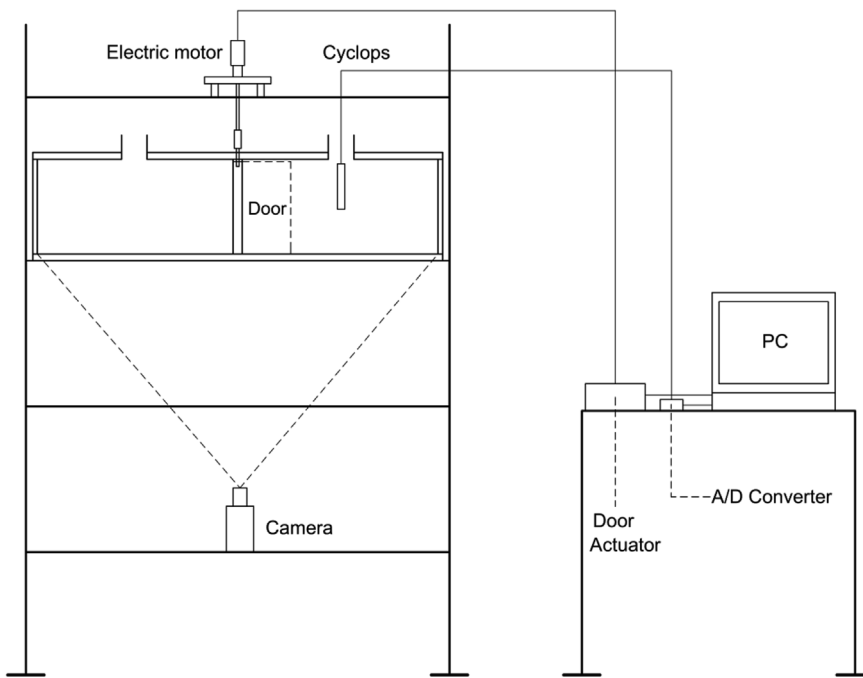 Electric motor
Cyclops
Door
PC
A/D Converter
Door
Actuator
Camera